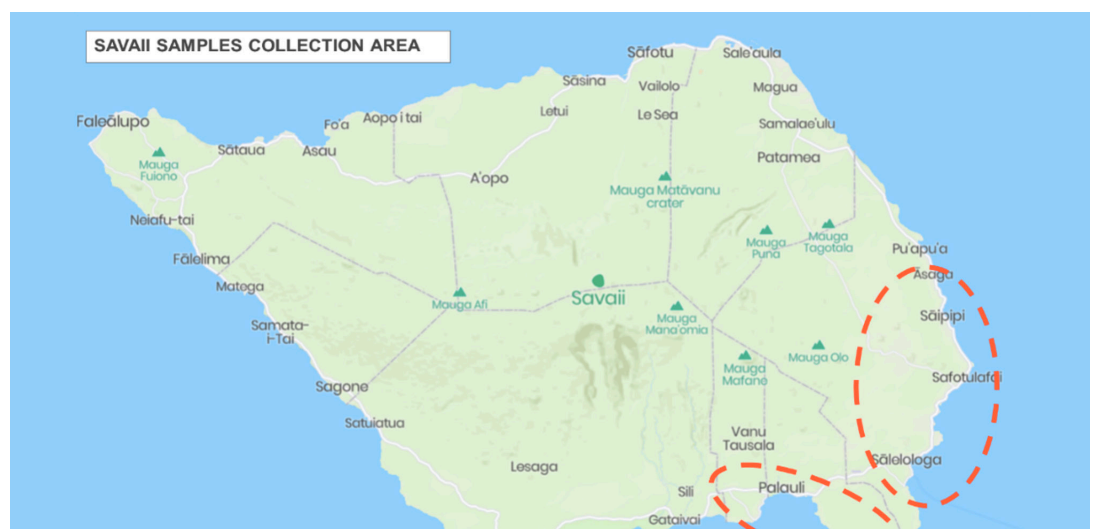 SAVAII SAMPLES COLLECTION AREA
Sāfotu
Sale'aula
Sāsina
Vailolo
Magua
Letui
Le Sea
Faleālupo
Fo'a
Aopo i tai
Samalae'ulu
Sātaua
Asau
Patamea
Mauga
Fuiono
A'opo
Mauga Matāvanu
crater
Neiafu-tai
Mauga
Puna
Mauga
Tagotala
Pu'apu'a
Fālelima
Āsaga
Matega
Savaii
Mauga Afi
Sāipipi
Mauga
Mana'omia
Samata-
i-Tai
Mauga Olo
Mauga
Mafane
Safotulafai
Sagone
Satuiatua
Vanu
Tausala
Sālelologa
Lesaga
Sili
Palauli
Gataivai